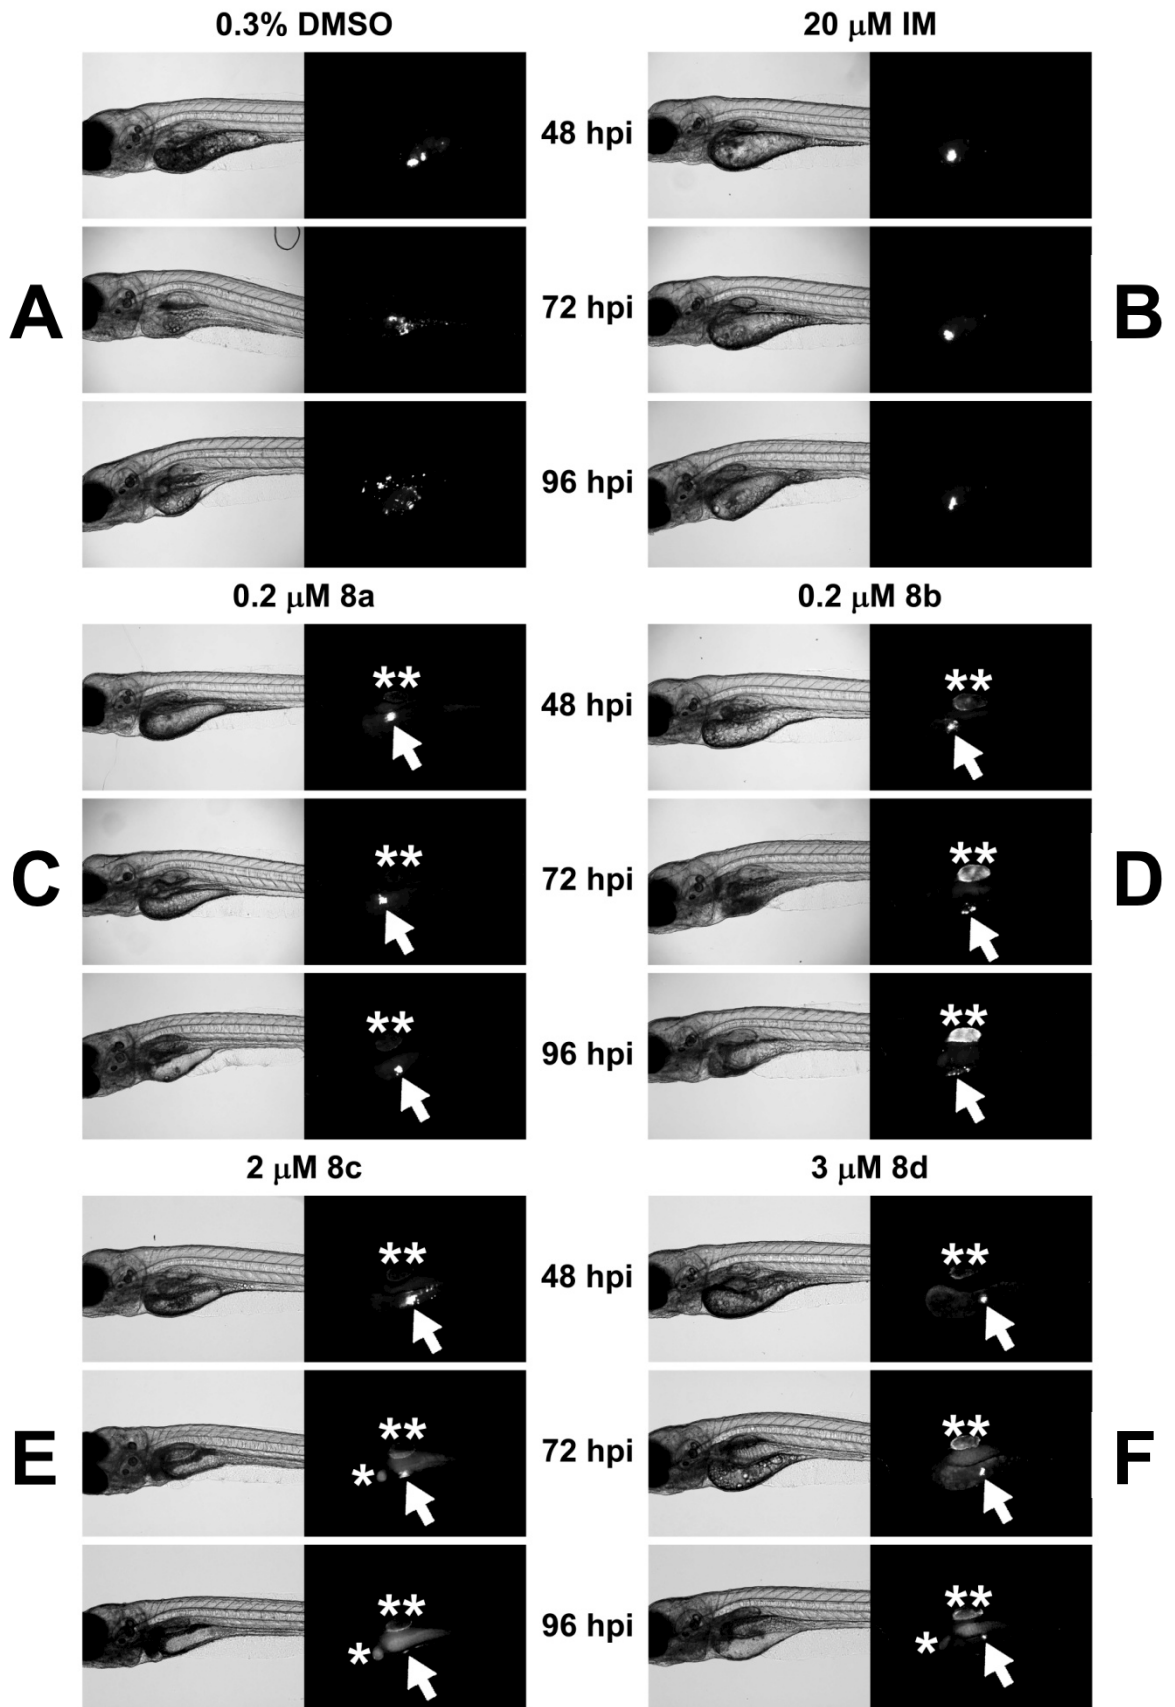 0.3% DMSO
20 μM IM
48 hpi
A
72 hpi
B
96 hpi
0.2 μM 8a
0.2 μM 8b
**
48 hpi
**
C
**
72 hpi
**
D
**
96 hpi
**
2 μM 8c
3 μM 8d
**
48 hpi
**
E
**
*
72 hpi
**
F
**
*
96 hpi
**
*